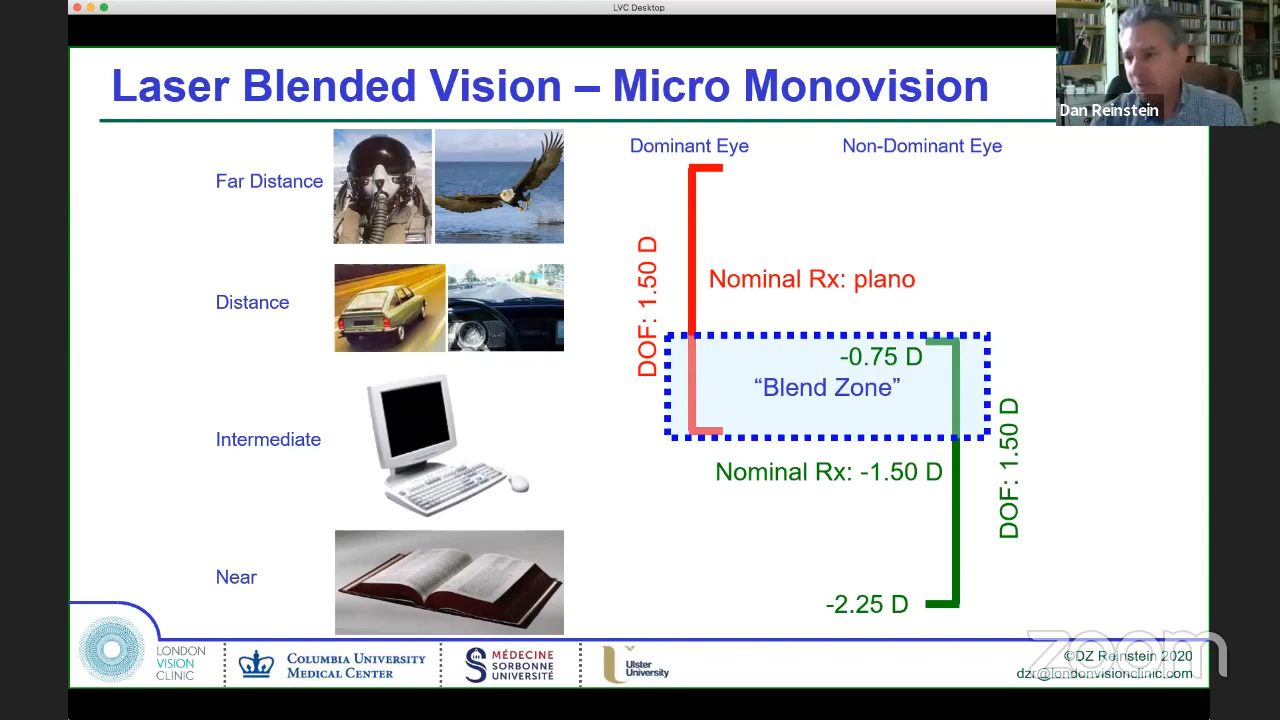 LVC Desktop
Laser Blended Vision – Micro Monovision
Dan Reinstein
Dominant Eye
Non-Dominant Eye
Far Distance
DOF: 1.50 D
Nominal Rx: plano
Distance
-0.75 D
“Blend Zone”
Intermediate
Nominal Rx: -1.50 D
DOF: 1.50 D
Near
-2.25 D
LONDON
VISION
CLINIC
COLUMBIA UNIVERSITY
MEDICAL CENTER
MÉDECINE
SORBONNE
UNIVERSITÉ
Ulster
University
zoom
©DZ Reinstein 2020
dzr@londonvisionclinic.com